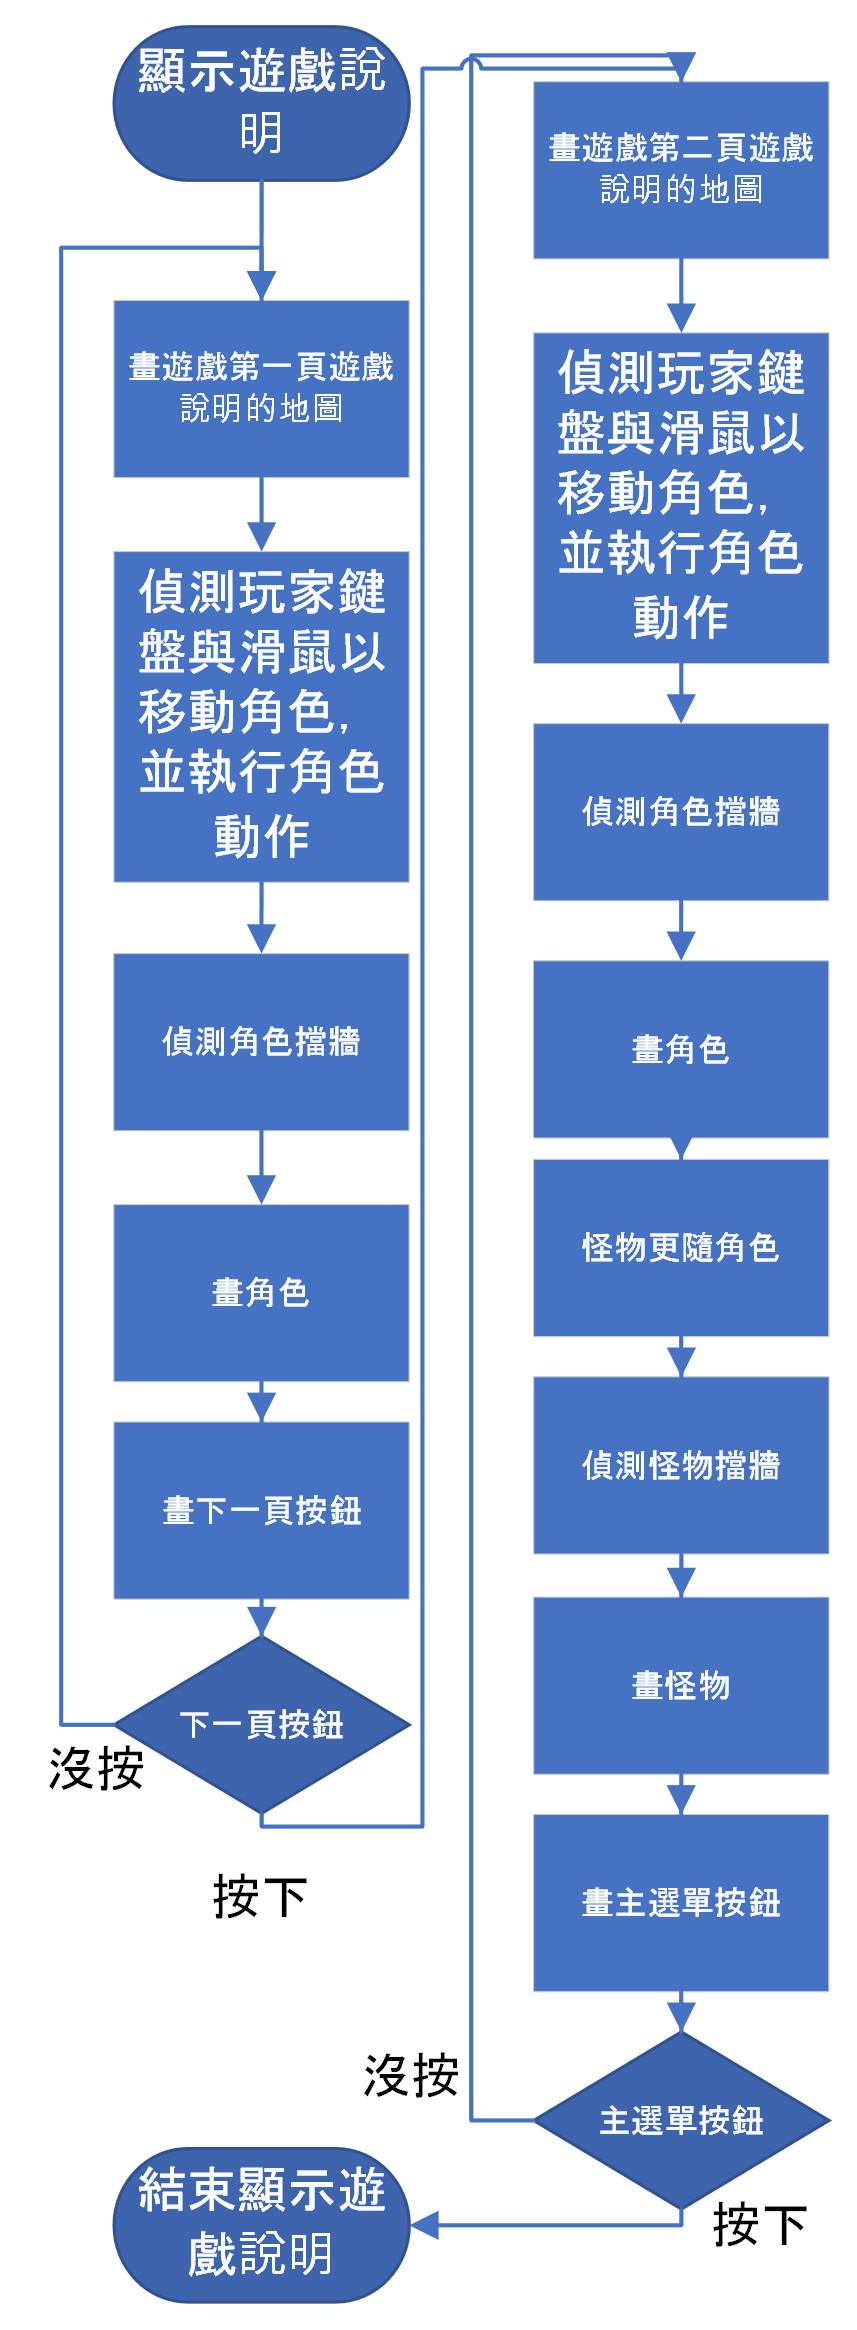 顯示遊戲說
明
畫遊戲第一頁遊戲
說明的地圖
偵測玩家鍵
盤與滑鼠以
移動角色,
並執行角色
動作
偵測角色擋牆
畫角色
畫下一頁按鈕
下一頁按鈕
沒按
按下
畫遊戲第二頁遊戲
說明的地圖
偵測玩家鍵
盤與滑鼠以
移動角色,
並執行角色
動作
偵測角色擋牆
畫角色
怪物更隨角色
偵測怪物擋牆
畫怪物
畫主選單按鈕
主選單按鈕
沒按
按下
結束顯示遊
戲說明